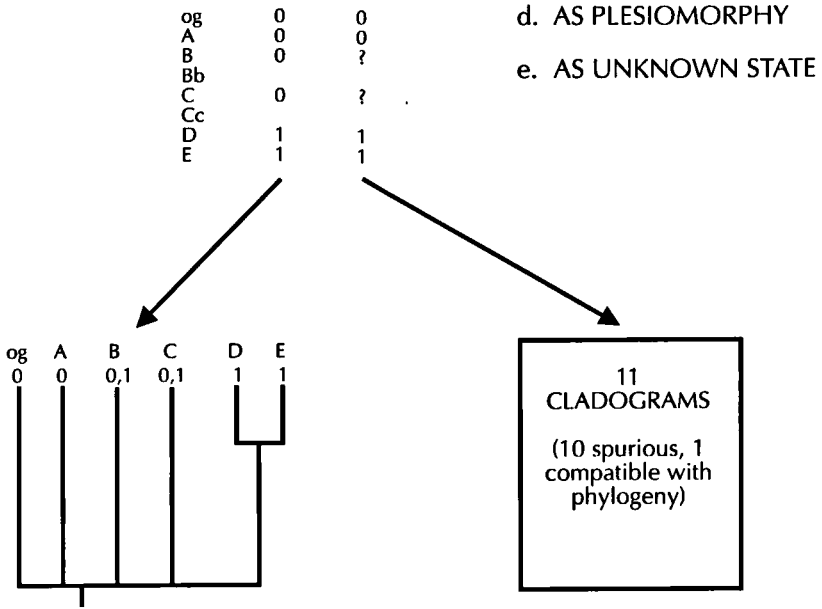 og 0 0
A 0 0
B 0 ?
Bb
C 0 ?
Cc
D 1 1
E 1 1
d. AS PLESIOMORPHY
e. AS UNKNOWN STATE
og A B C D E
0 0 0,1 0,1 1 1
11
CLADOGRAMS
(10 spurious, 1
compatible with
phylogeny)